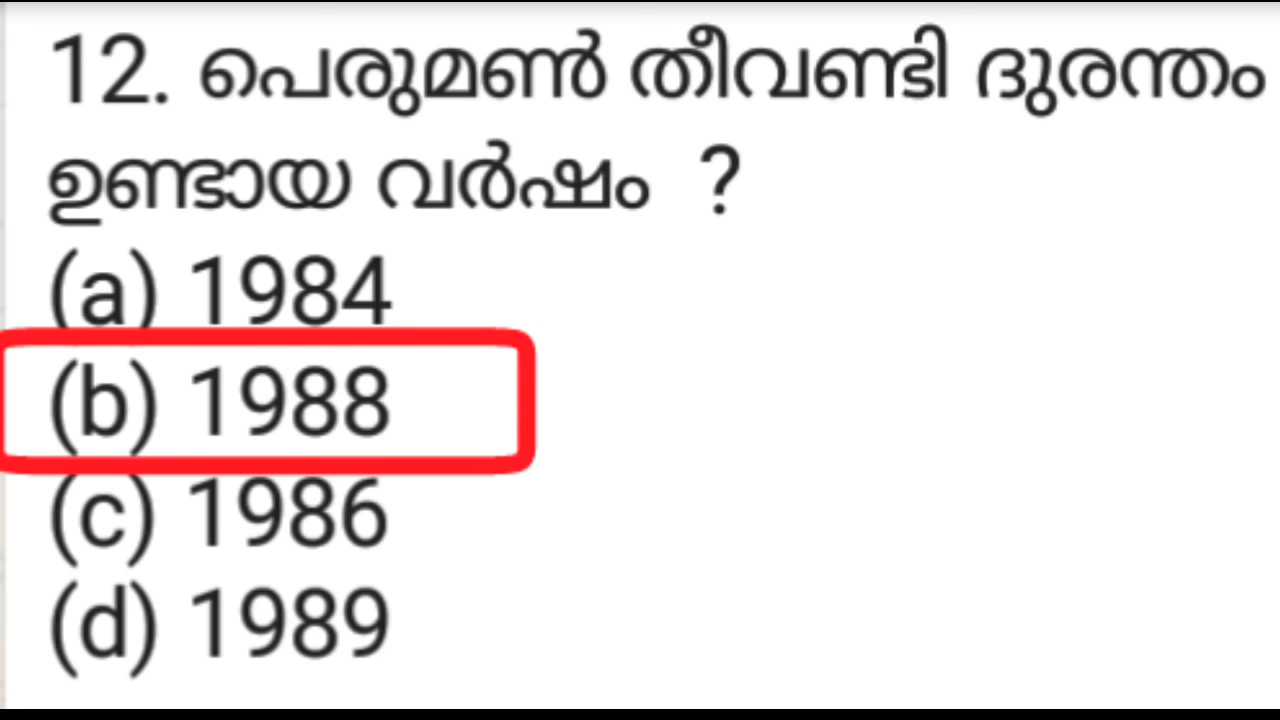 12. പെരുമൺ തീവണ്ടി ദുരന്തം
ഉണ്ടായ വർഷം ?
(a) 1984
(b) 1988
(c) 1986
(d) 1989